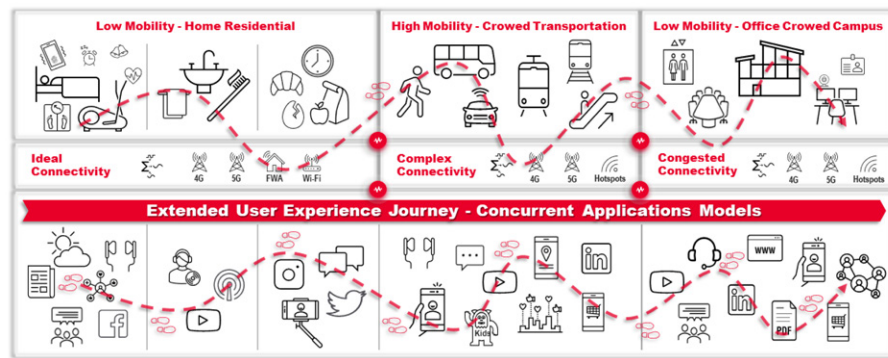 Low Mobility - Home Residential
High Mobility - Crowed Transportation
Low Mobility - Office Crowed Campus
Ideal
Connectivity
4G
5G
FWA
Wi-Fi
Complex
Connectivity
4G
5G
Hotspots
Congested
Connectivity
4G
5G
Hotspots
Extended User Experience Journey - Concurrent Applications Models
WWW
in
in
f
Kids
PDF